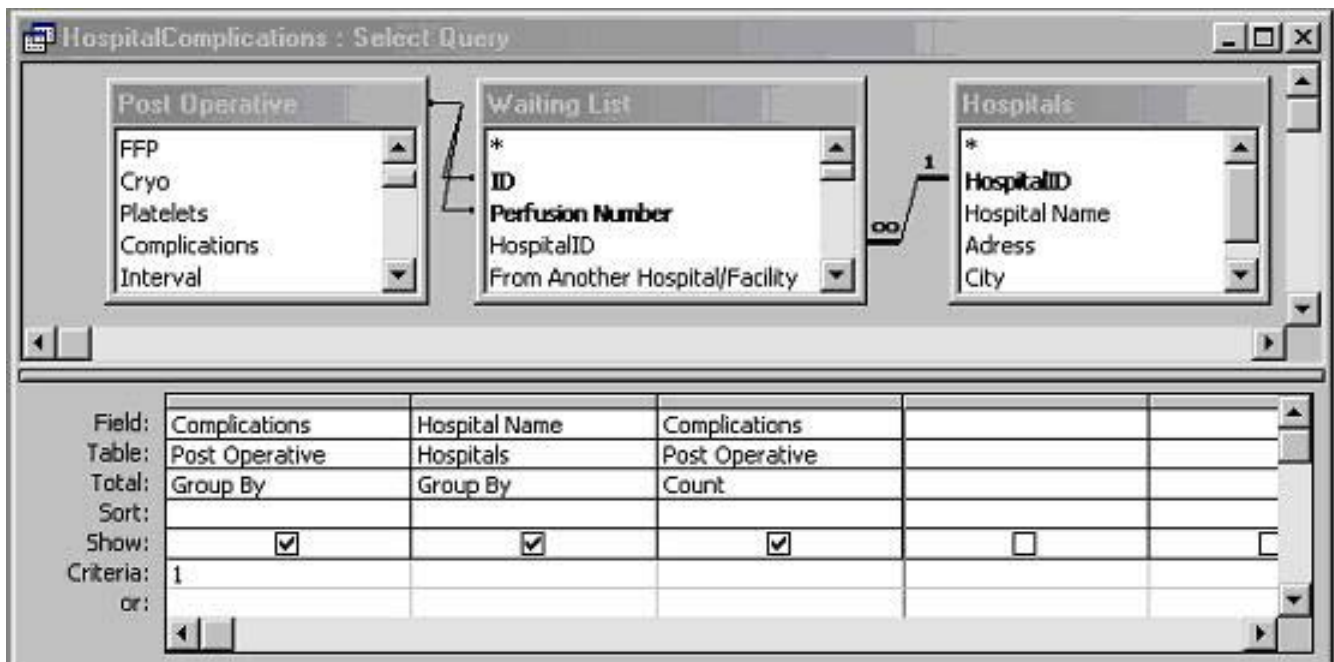 HospitalComplications : Select Query
Post Operative
FFP
Cryo
Platelets
Complications
Interval
Waiting List
*
ID
Perfusion Number
HospitalID
From Another Hospital/Facility
1
∞
Hospitals
*
HospitalID
Hospital Name
Adress
City
Field: Complications Hospital Name Complications
Table: Post Operative Hospitals Post Operative
Total: Group By Group By Count
Sort:
Show:
Criteria: 1
or: